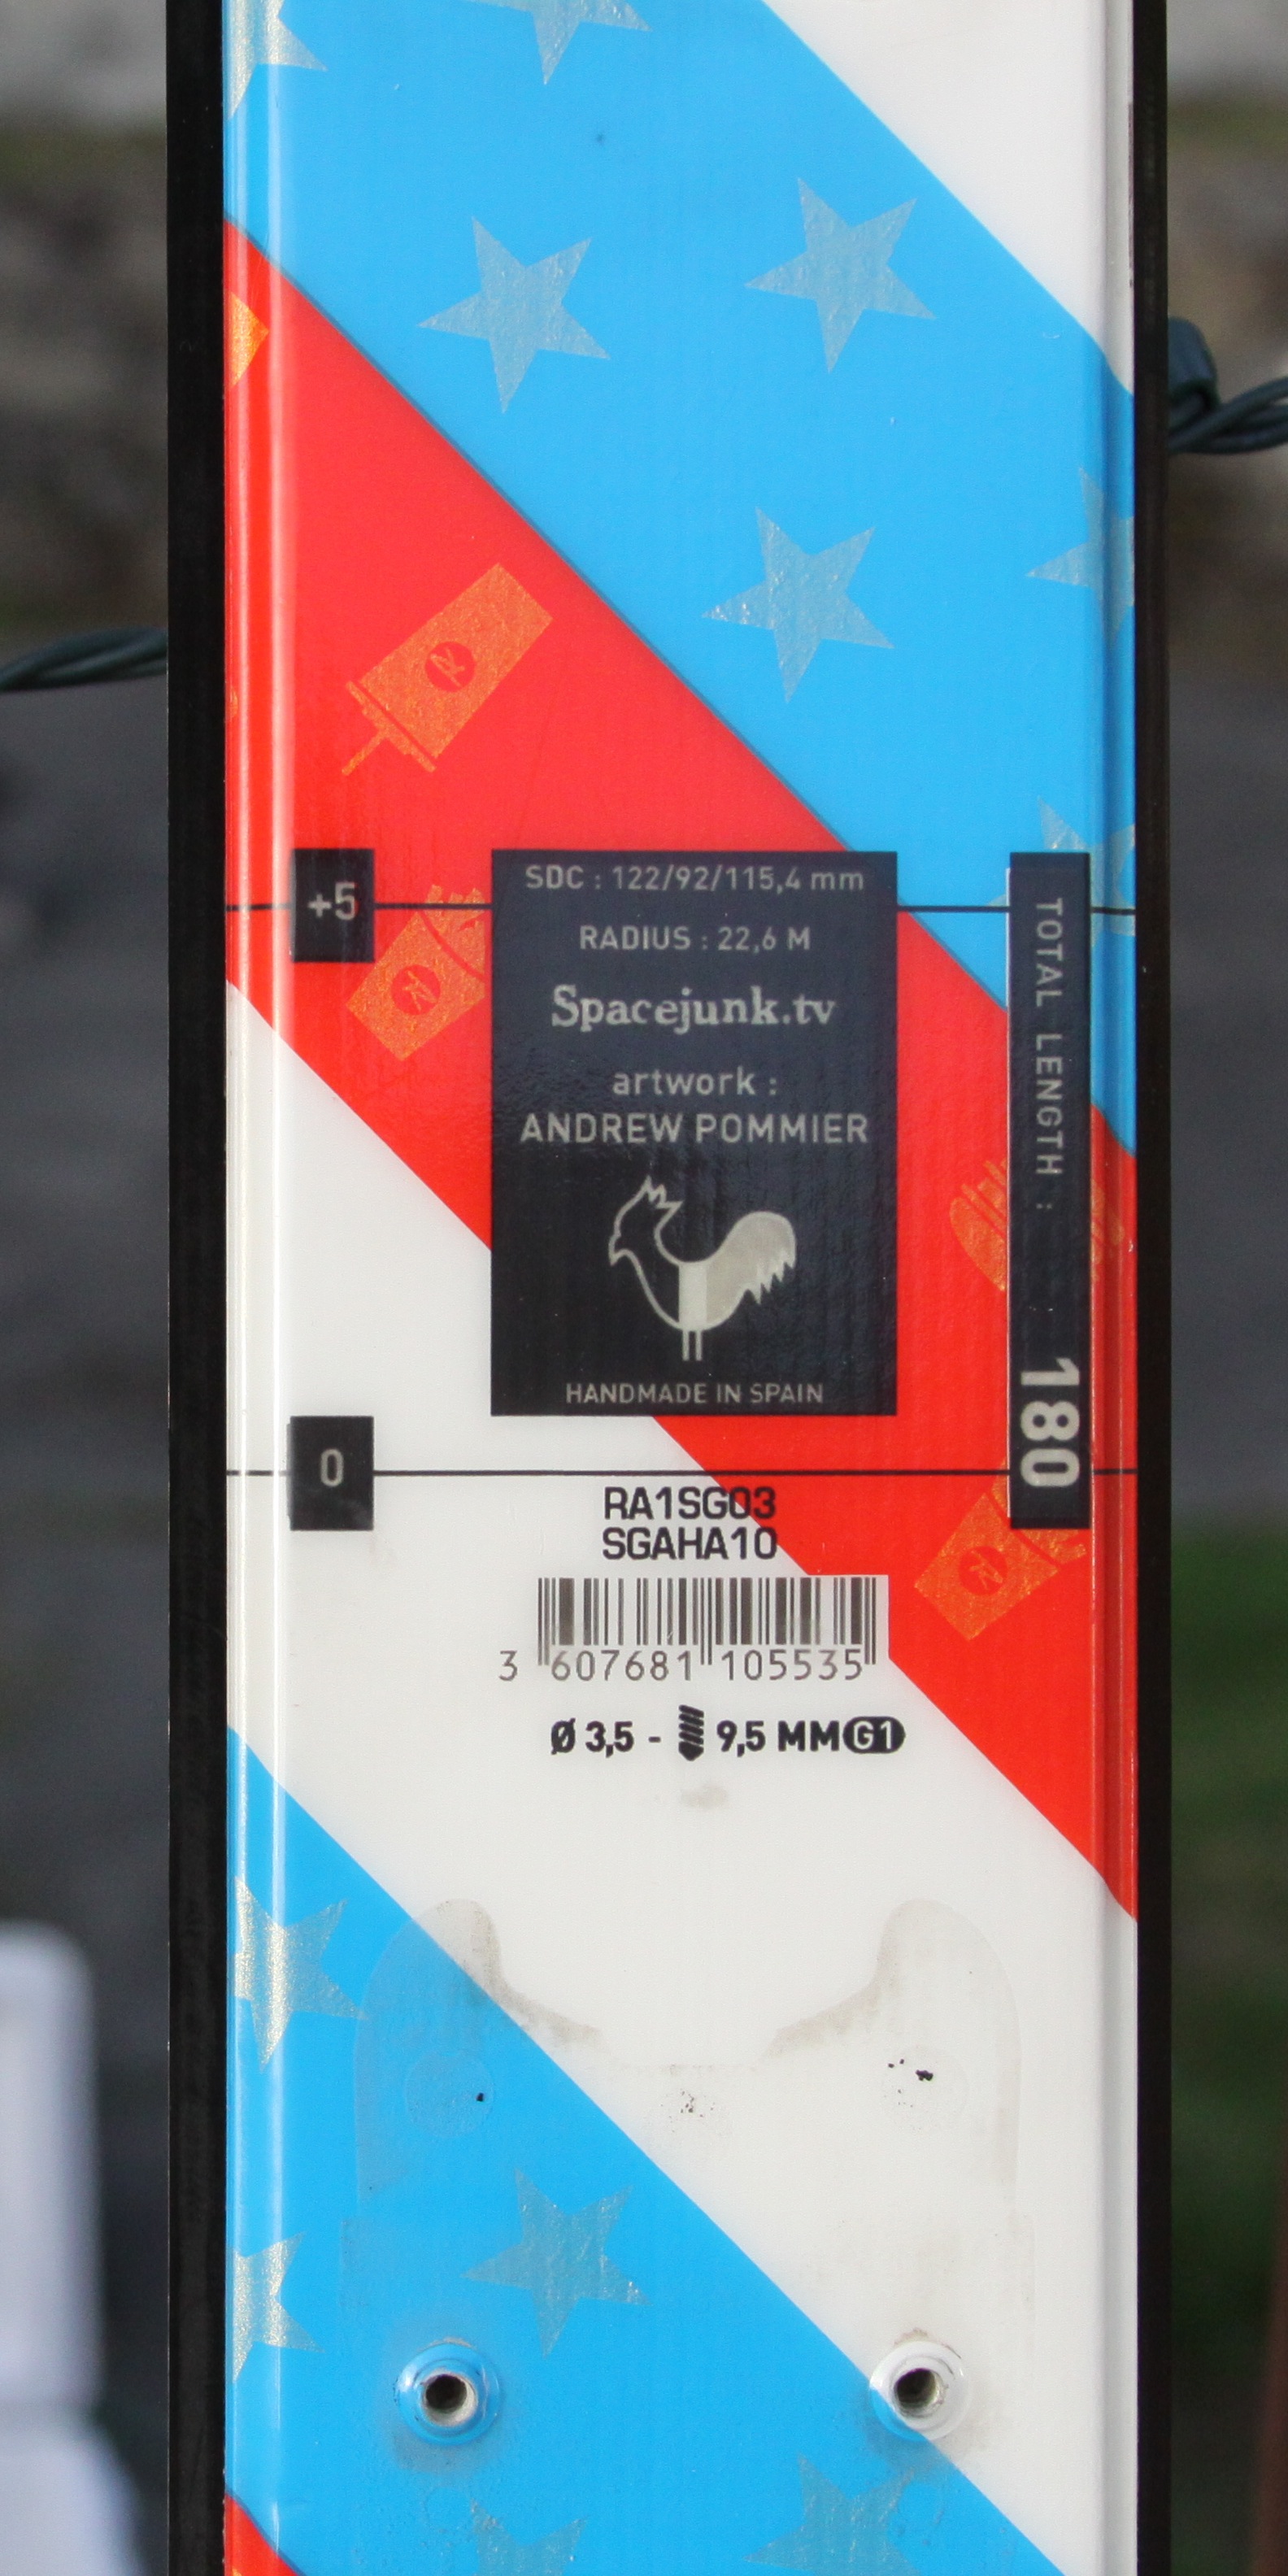 +5
SDC : 122/92/115,4 mm
RADIUS : 22,6 M
Spacejunk.tv
artwork :
ANDREW POMMIER
HANDMADE IN SPAIN
TOTAL LENGTH : 180
0
RA1SG03
SGAHA10
3 607681 105535
Ø 3,5 - 9,5 MM G1